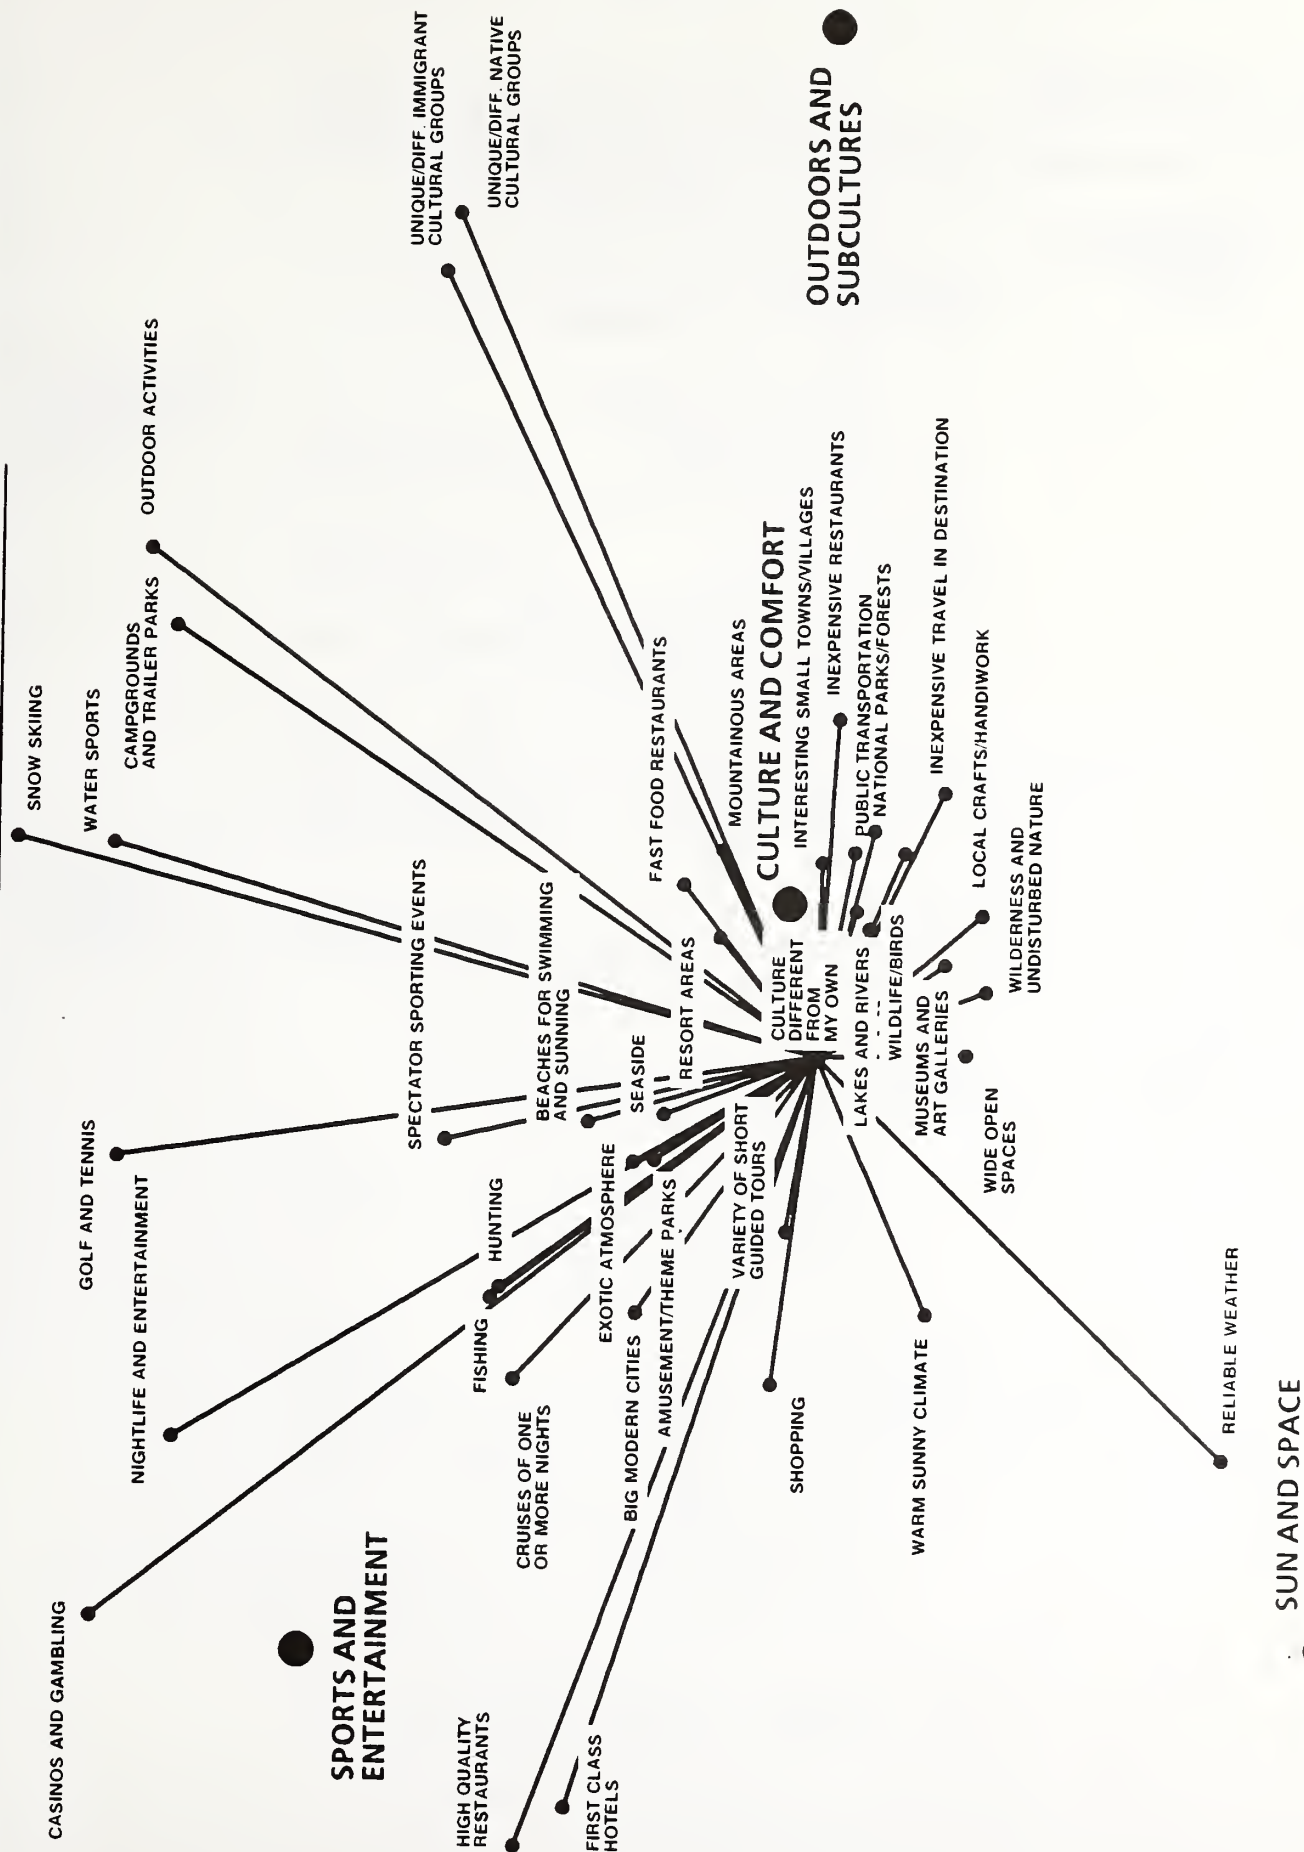 CASINOS AND GAMBLING
SPORTS AND
ENTERTAINMENT
HIGH QUALITY
RESTAURANTS
FIRST CLASS
HOTELS
NIGHTLIFE AND ENTERTAINMENT
GOLF AND TENNIS
FISHING
HUNTING
CRUISES OF ONE
OR MORE NIGHTS
EXOTIC ATMOSPHERE
BIG MODERN CITIES
AMUSEMENT/THEME PARKS
VARIETY OF SHORT
GUIDED TOURS
SHOPPING
WARM SUNNY CLIMATE
RELIABLE WEATHER
SUN AND SPACE
SNOW SKIING
WATER SPORTS
CAMPGROUNDS
AND TRAILER PARKS
OUTDOOR ACTIVITIES
SPECTATOR SPORTING EVENTS
BEACHES FOR SWIMMING
AND SUNNING
SEASIDE
RESORT AREAS
FAST FOOD RESTAURANTS
MOUNTAINOUS AREAS
CULTURE AND COMFORT
CULTURE
DIFFERENT
FROM
MY OWN
INTERESTING SMALL TOWNS/VILLAGES
INEXPENSIVE RESTAURANTS
PUBLIC TRANSPORTATION
NATIONAL PARKS/FORESTS
LAKES AND RIVERS
WILDLIFE/BIRDS
MUSEUMS AND
ART GALLERIES
INEXPENSIVE TRAVEL IN DESTINATION
LOCAL CRAFTS/HANDIWORK
WILDERNESS AND
UNDISTURBED NATURE
WIDE OPEN
SPACES
UNIQUE/DIFF. IMMIGRANT
CULTURAL GROUPS
UNIQUE/DIFF. NATIVE
CULTURAL GROUPS
OUTDOORS AND
SUBCULTURES